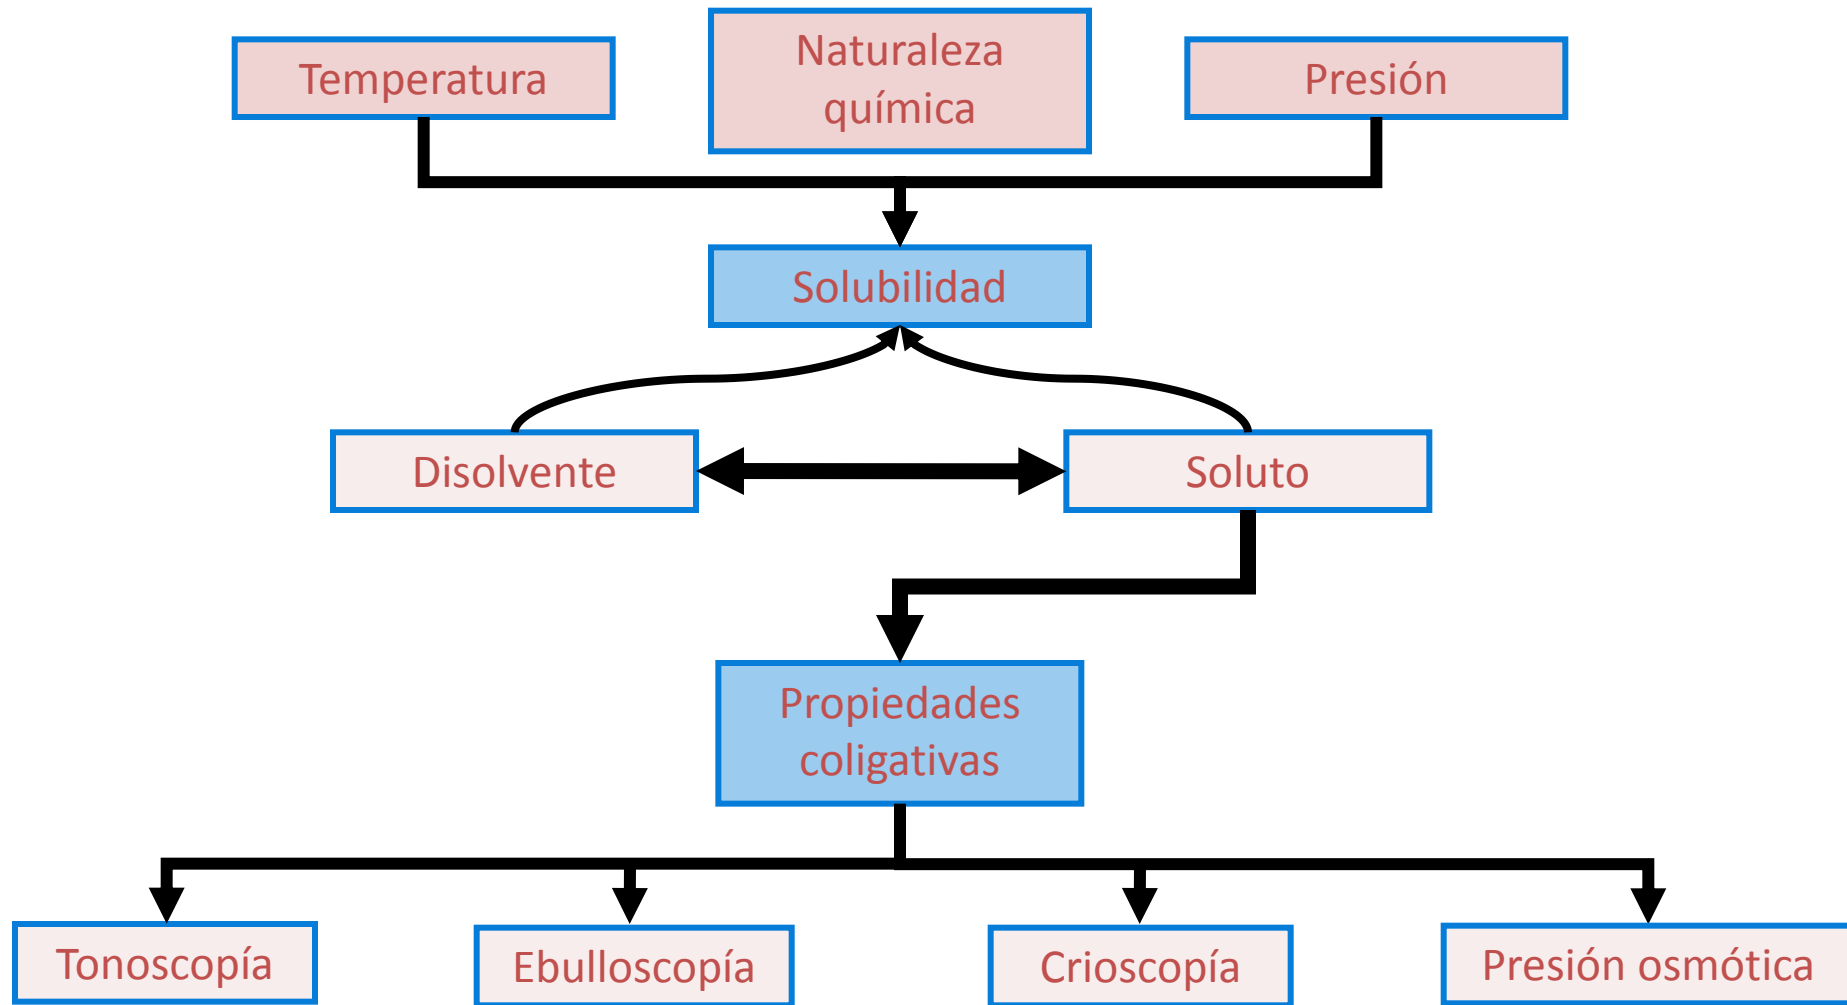 Temperatura
Naturaleza
química
Presión
Solubilidad
Disolvente
Soluto
Propiedades
coligativas
Tonoscopía
Ebulloscopía
Crioscopía
Presión osmótica